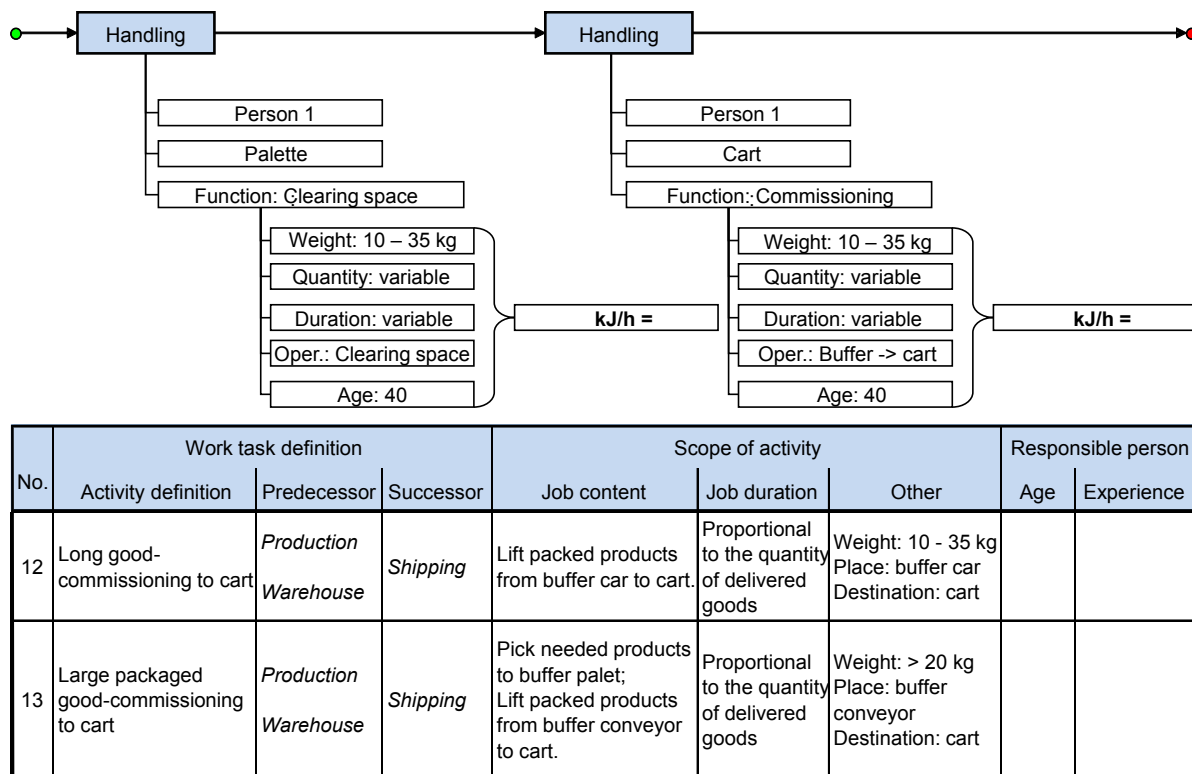 Handling
Handling
Person 1
Person 1
Palette
Cart
Function: Clearing space
Function: Commissioning
Weight: 10 – 35 kg
Weight: 10 – 35 kg
Quantity: variable
Quantity: variable
Duration: variable
kJ/h =
Duration: variable
kJ/h =
Oper.: Clearing space
Oper.: Buffer -> cart
Age: 40
Age: 40
No.
Work task definition
Scope of activity
Responsible person
Activity definition
Predecessor
Successor
Job content
Job duration
Other
Age
Experience
12
Long good-
commissioning to cart
Production
Warehouse
Shipping
Lift packed products
from buffer car to cart.
Proportional
to the quantity
of delivered
goods
Weight: 10 - 35 kg
Place: buffer car
Destination: cart
13
Large packaged
good-commissioning
to cart
Production
Warehouse
Shipping
Pick needed products
to buffer palet;
Lift packed products
from buffer conveyor
to cart.
Proportional
to the quantity
of delivered
goods
Weight: > 20 kg
Place: buffer
conveyor
Destination: cart